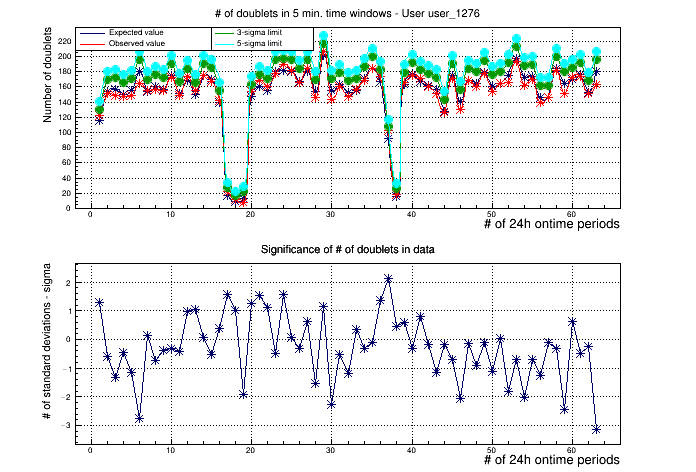 # of doublets in 5 min. time windows - User user_1276
Expected value
Observed value
3-sigma limit
5-sigma limit
Number of doublets
220
200
180
160
140
120
100
80
60
40
20
0
0 10 20 30 40 50 60
# of 24h ontime periods
Significance of # of doublets in data
# of standard deviations - sigma
2
1
0
−1
−2
−3
0 10 20 30 40 50 60
# of 24h ontime periods